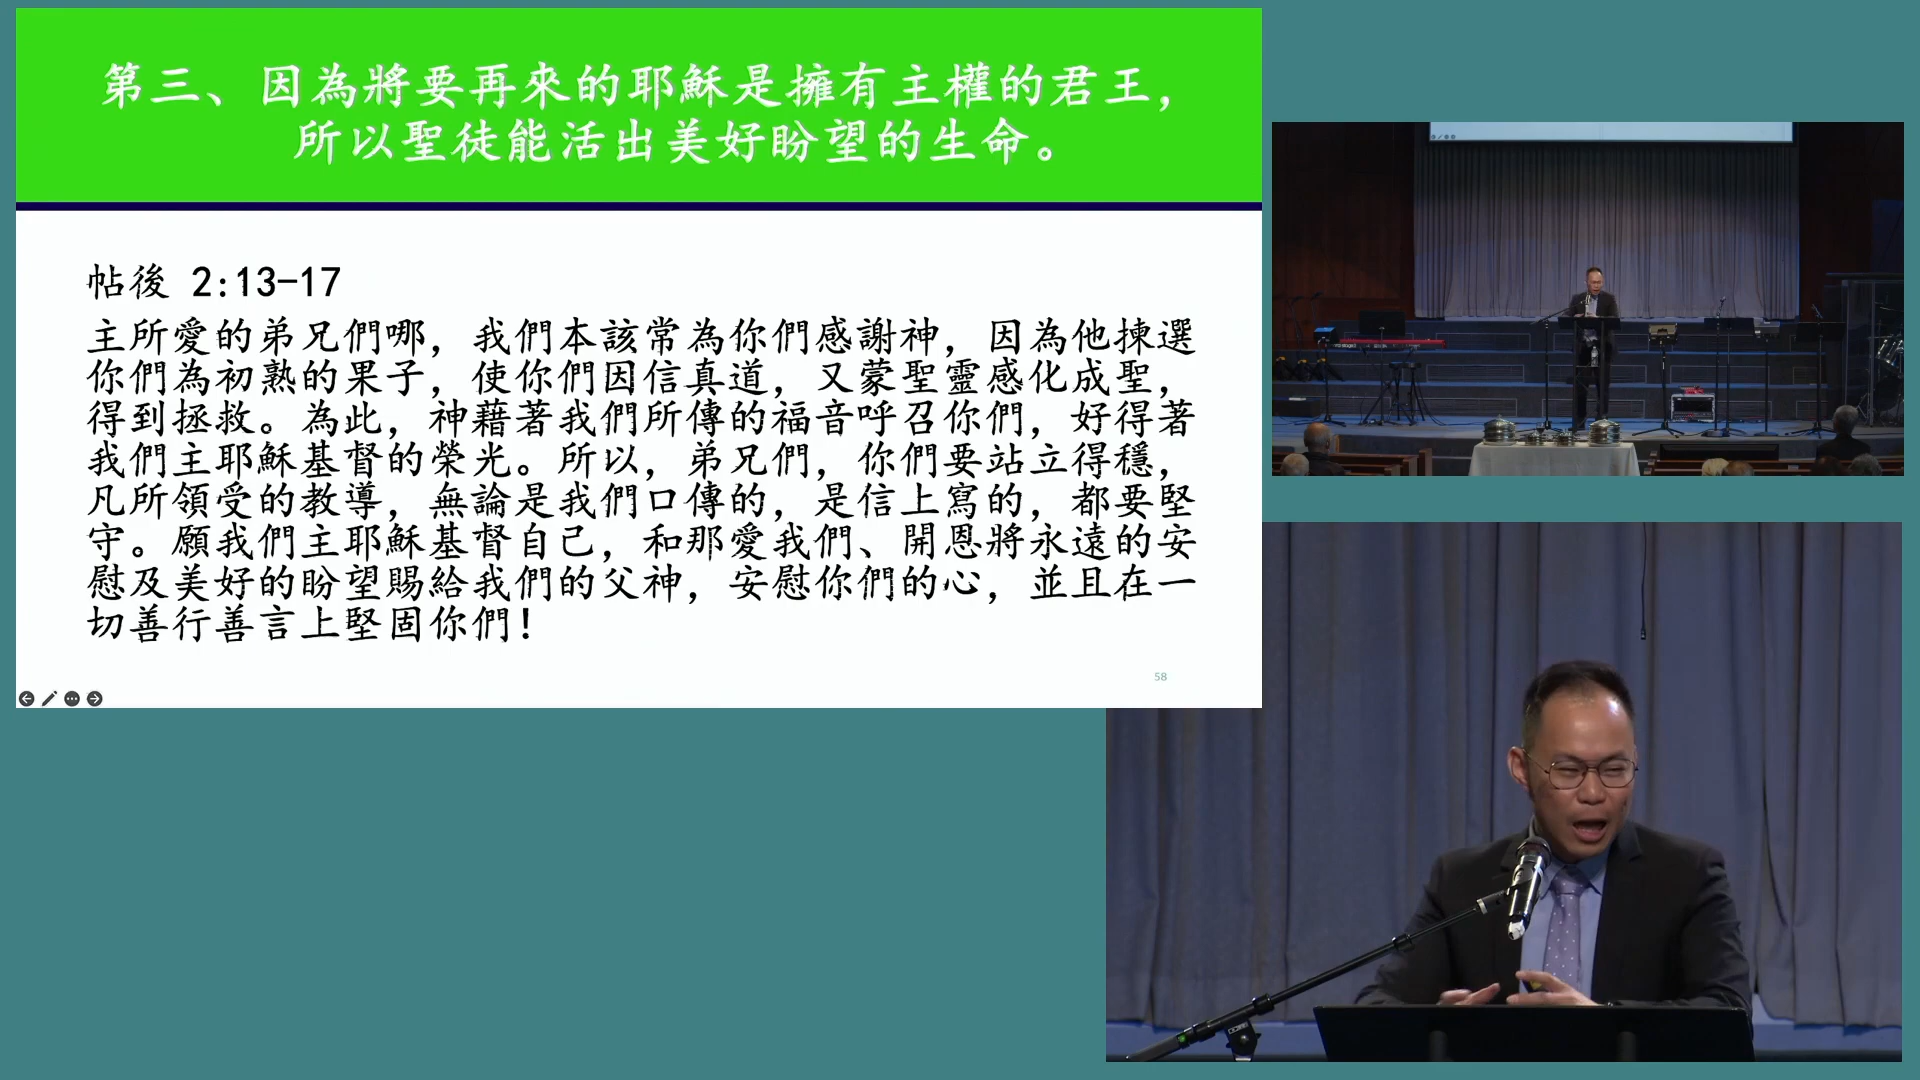 第三、因為將要再來的耶穌是擁有主權的君王，
所以聖徒能活出美好盼望的生命。
帖後 2:13-17
主所愛的弟兄們哪，我們本該常為你們感謝神，因為他揀選
你們為初熟的果子，使你們因信真道，又蒙聖靈感化成聖，
得到拯救。為此，神藉著我們所傳的福音呼召你們，好得著
我們主耶穌基督的榮光。所以，弟兄們，你們要站立得穩，
凡所領受的教導，無論是我們口傳的，是信上寫的，都要堅
守。願我們主耶穌基督自己，和那愛我們、開恩將永遠的安
慰及美好的盼望賜給我們的父神，安慰你們的心，並且在一
切善行善言上堅固你們！
58